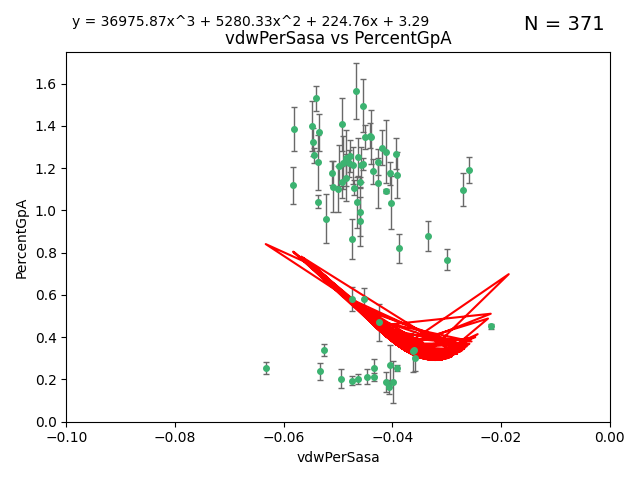 y = 36975.87x^3 + 5280.33x^2 + 224.76x + 3.29
N = 371
vdwPerSasa vs PercentGpA
PercentGpA
1.6
1.4
1.2
1.0
0.8
0.6
0.4
0.2
0.0
−0.10 −0.08 −0.06 −0.04 −0.02 0.00
vdwPerSasa